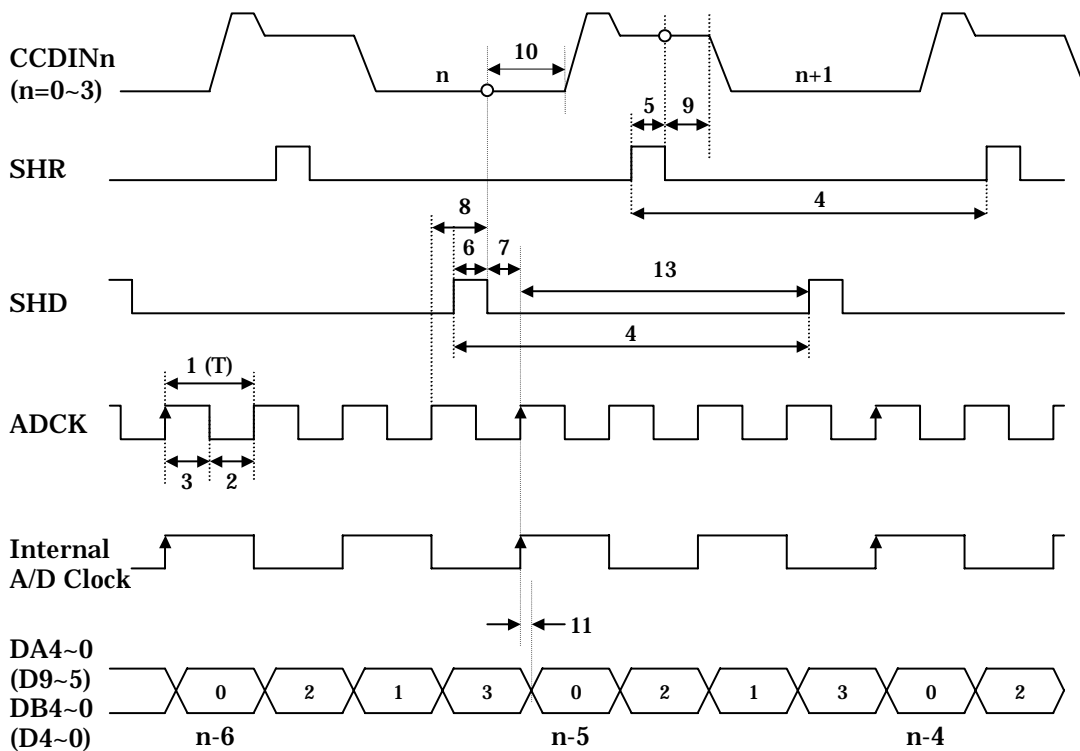 CCDINn
(n=0~3)
n
10
n+1
5
9
SHR
4
8
6
7
13
SHD
4
1 (T)
ADCK
3
2
Internal
A/D Clock
11
DA4~0
(D9~5)
DB4~0
(D4~0)
0
2
1
3
0
2
1
3
0
2
n-6
n-5
n-4